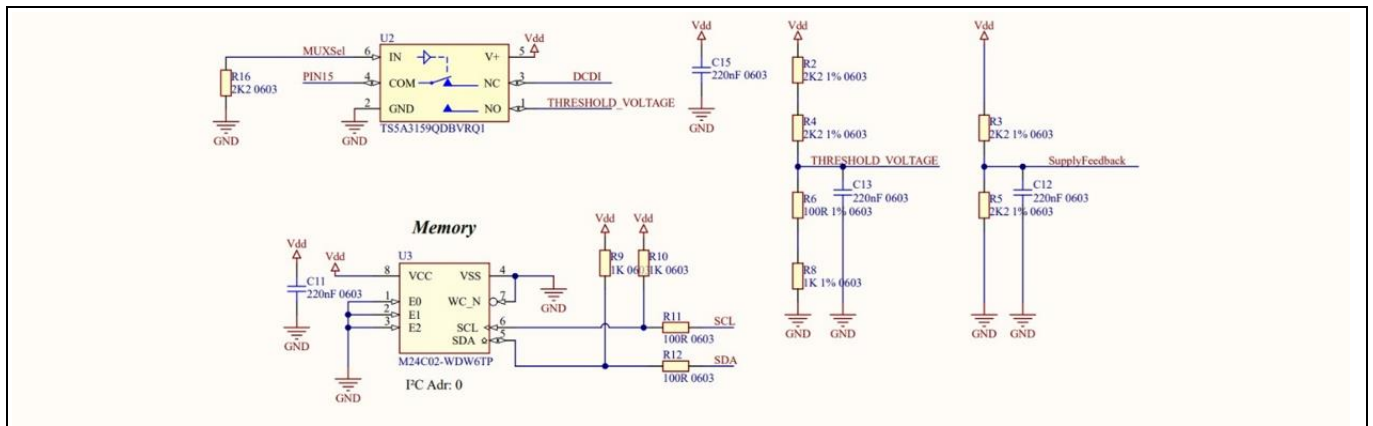 U2
MUXSel 6 IN V+ 5 Vdd
R16
2K2 0603
PIN15 4 COM NC 3 DCDI
2 GND NO 1 THRESHOLD_VOLTAGE
GND
GND
TS5A3159QDBVRQ1
Vdd
C15
220nF 0603
GND
Vdd
R2
2K2 1% 0603
R4
2K2 1% 0603
THRESHOLD_VOLTAGE
C13
220nF 0603
R6
100R 1% 0603
R8
1K 1% 0603
GND
GND
Vdd
R3
2K2 1% 0603
SupplyFeedback
C12
220nF 0603
R5
2K2 1% 0603
GND
GND
Memory
Vdd
C11
220nF 0603
GND
Vdd
U3
8 VCC VSS 4
1 E0 WC_N 7
2 E1
3 E2 SCL 6
SDA 5
GND
GND
M24C02-WDW6TP
I²C Adr: 0
Vdd
Vdd
R9
1K 0603
R10
1K 0603
R11
SCL
100R 0603
R12
SDA
100R 0603